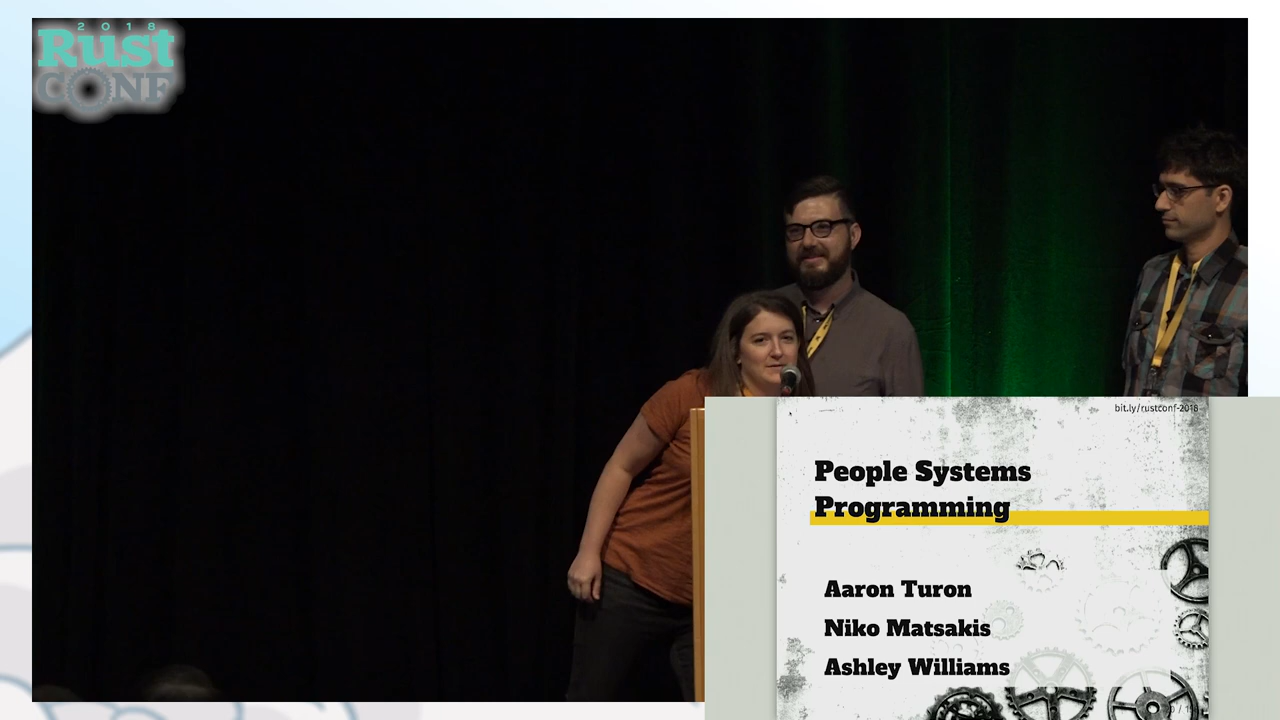 2018
Rust
CONF
bit.ly/rustconf-2018
People Systems
Programming
Aaron Turon
Niko Matsakis
Ashley Williams